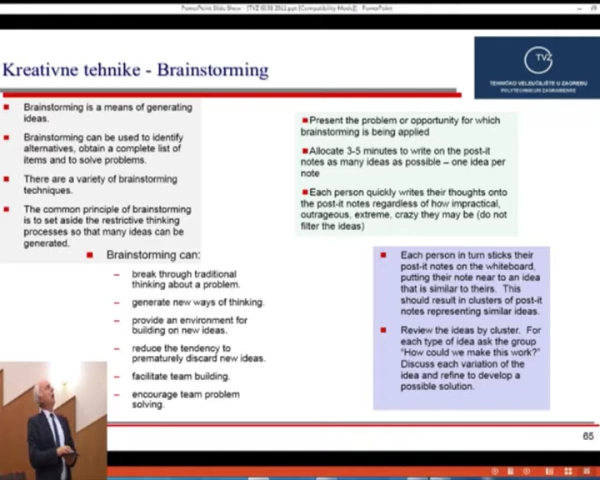 PowerPoint Slide Show - [TVZ
[Compatibility Mode]] - PowerPoint
Kreativne tehnike - Brainstorming
TVZ
TEHNIČKO VELEUČILIŠTE U ZAGREBU
POLYTECHNICUM ZAGRABIENSE
Brainstorming is a means of generating
ideas.
Brainstorming can be used to identify
alternatives, obtain a complete list of
items and to solve problems.
There are a variety of brainstorming
techniques.
The common principle of brainstorming
is to set aside the restrictive thinking
processes so that many ideas can be
generated.
Brainstorming can:
– break through traditional
thinking about a problem.
– generate new ways of thinking.
– provide an environment for
building on new ideas.
– reduce the tendency to
prematurely discard new ideas.
– facilitate team building.
– encourage team problem
solving.
Present the problem or opportunity for which
brainstorming is being applied
Allocate 3-5 minutes to write on the post-it
notes as many ideas as possible – one idea per
note
Each person quickly writes their thoughts onto
the post-it notes regardless of how impractical,
outrageous, extreme, crazy they may be (do not
filter the ideas)
Each person in turn sticks their
post-it notes on the whiteboard,
putting their note near to an idea
that is similar to theirs. This
should result in clusters of post-it
notes representing similar ideas.
Review the ideas by cluster. For
each type of idea ask the group
"How could we make this work?"
Discuss each variation of the
idea and refine to develop a
possible solution.
65